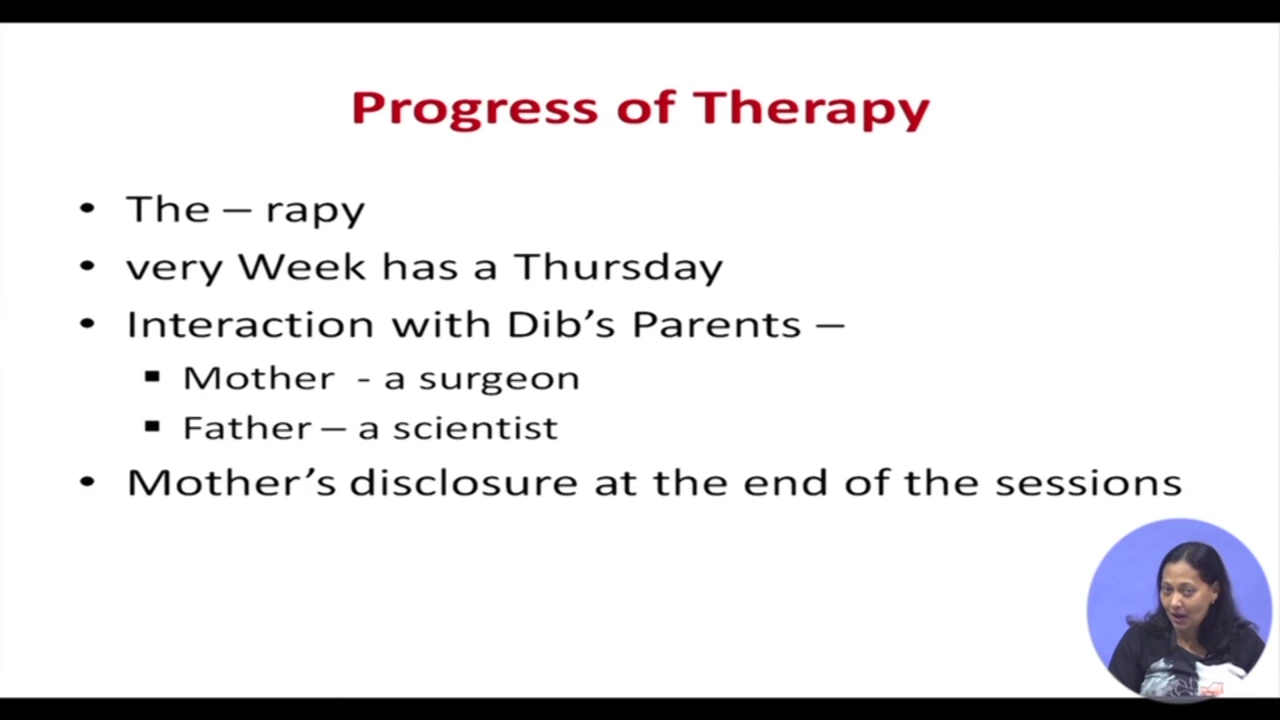 Progress of Therapy
• The – rapy
• very Week has a Thursday
• Interaction with Dib’s Parents –
▪ Mother - a surgeon
▪ Father – a scientist
• Mother’s disclosure at the end of the sessions